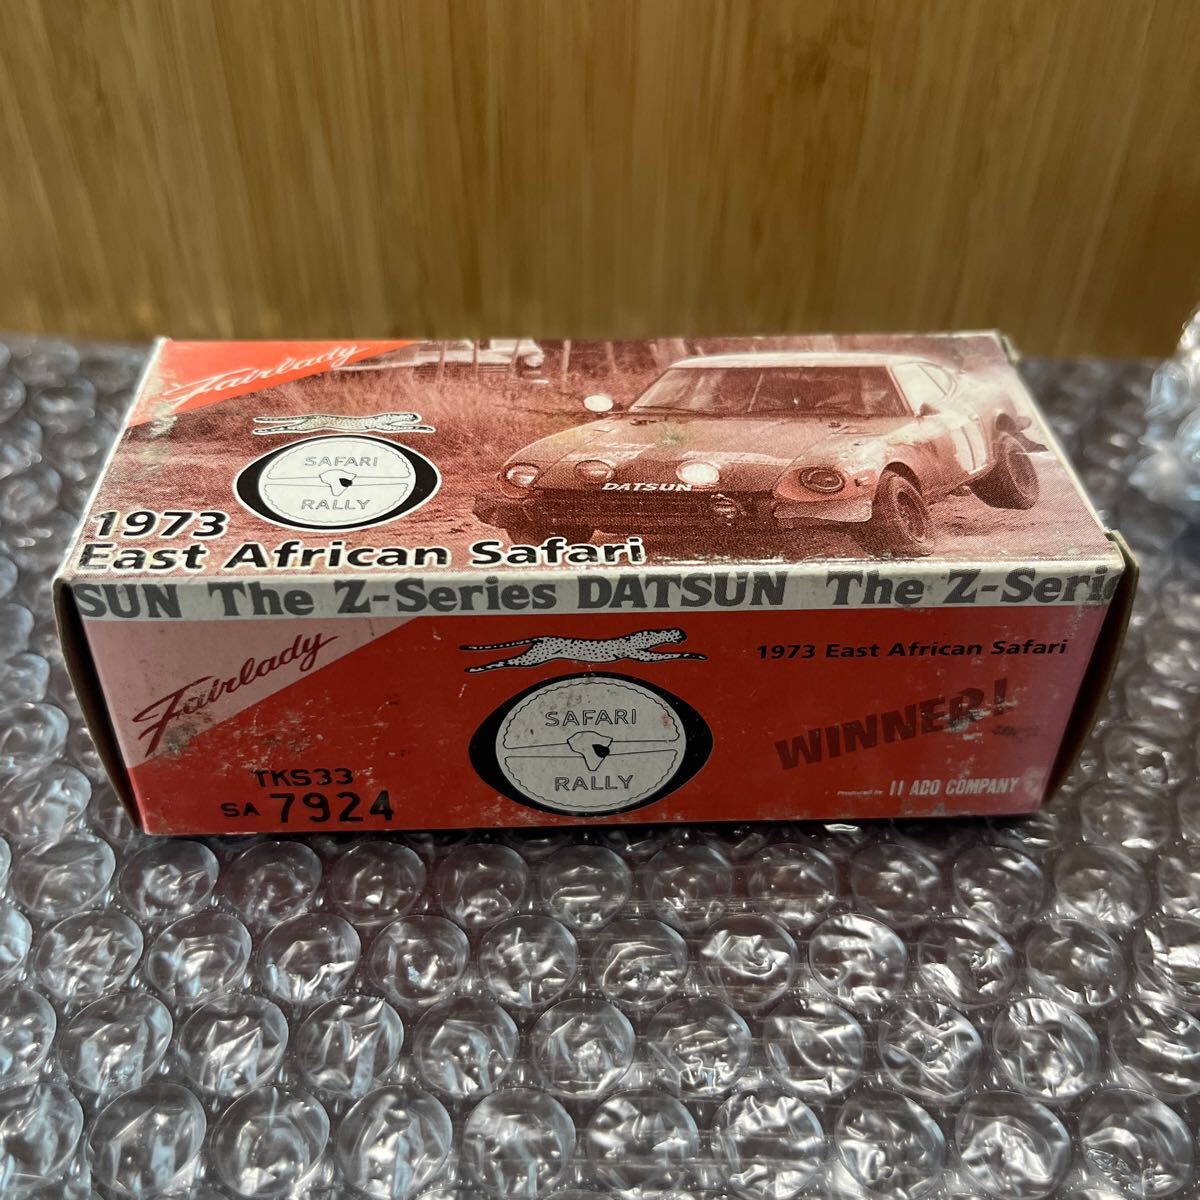 Fairlady
SAFARI
RALLY
DATSUN
1973
East African Safari
SUN The Z-Series DATSUN The Z-Serie
Fairlady
SAFARI
RALLY
1973 East African Safari
WINNER!
TKS33
SA 7924
Produced by II ADO COMPANY